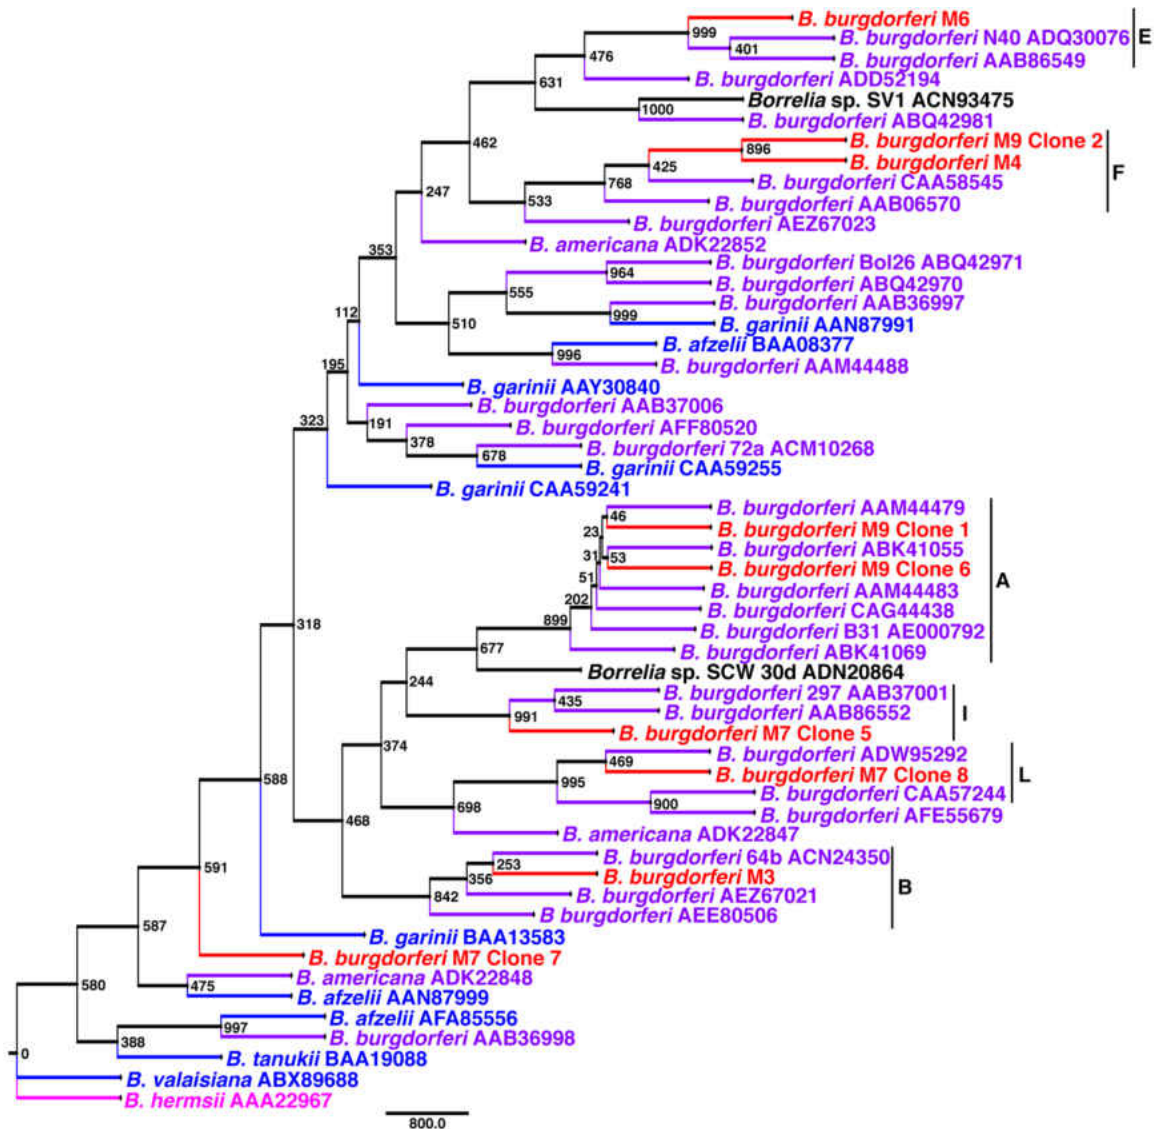 B. burgdorferi M6
999
B. burgdorferi N40 ADQ30076
E
476
401
B. burgdorferi AAB86549
631
B. burgdorferi ADD52194
Borrelia sp. SV1 ACN93475
1000
B. burgdorferi ABQ42981
462
B. burgdorferi M9 Clone 2
896
B. burgdorferi M4
425
F
768
B. burgdorferi CAA58545
247
533
B. burgdorferi AAB06570
B. burgdorferi AEZ67023
353
B. americana ADK22852
B. burgdorferi Bol26 ABQ42971
964
B. burgdorferi ABQ42970
555
B. burgdorferi AAB36997
112
510
999
B. garinii AAN87991
B. afzelii BAA08377
996
195
B. burgdorferi AAM44488
B. garinii AAY30840
B. burgdorferi AAB37006
323
191
B. burgdorferi AFF80520
378
B. burgdorferi 72a ACM10268
678
B. garinii CAA59255
B. garinii CAA59241
B. burgdorferi AAM44479
46
B. burgdorferi M9 Clone 1
23
B. burgdorferi ABK41055
31
53
B. burgdorferi M9 Clone 6
A
51
B. burgdorferi AAM44483
202
B. burgdorferi CAG44438
899
B. burgdorferi B31 AE000792
318
677
B. burgdorferi ABK41069
Borrelia sp. SCW 30d ADN20864
244
B. burgdorferi 297 AAB37001
435
B. burgdorferi AAB86552
I
991
B. burgdorferi M7 Clone 5
374
B. burgdorferi ADW95292
469
B. burgdorferi M7 Clone 8
L
588
995
B. burgdorferi CAA57244
900
698
B. burgdorferi AFE55679
468
B. americana ADK22847
B. burgdorferi 64b ACN24350
253
591
B. burgdorferi M3
356
B
842
B. burgdorferi AEZ67021
B burgdorferi AEE80506
587
B. garinii BAA13583
B. burgdorferi M7 Clone 7
B. americana ADK22848
580
475
B. afzelii AAN87999
B. afzelii AFA85556
997
388
B. burgdorferi AAB36998
0
B. tanukii BAA19088
B. valaisiana ABX89688
B. hermsii AAA22967
800.0